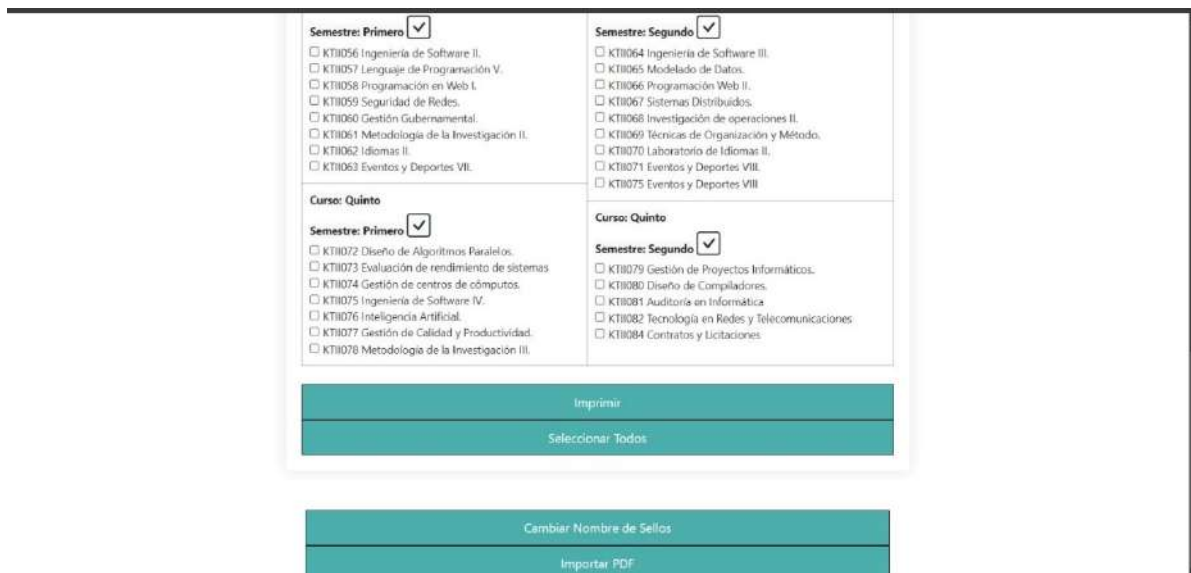 Semestre: Primero
KTII056 Ingeniería de Software II.
KTII057 Lenguaje de Programación V.
KTII058 Programación en Web I.
KTII059 Seguridad de Redes.
KTII060 Gestión Gubernamental.
KTII061 Metodología de la Investigación II.
KTII062 Idiomas II.
KTII063 Eventos y Deportes VII.
Curso: Quinto
Semestre: Primero
KTII072 Diseño de Algoritmos Paralelos.
KTII073 Evaluación de rendimiento de sistemas
KTII074 Gestión de centros de cómputos.
KTII075 Ingeniería de Software IV.
KTII076 Inteligencia Artificial.
KTII077 Gestión de Calidad y Productividad.
KTII078 Metodología de la Investigación III.
Semestre: Segundo
KTII064 Ingeniería de Software III.
KTII065 Modelado de Datos.
KTII066 Programación Web II.
KTII067 Sistemas Distribuidos.
KTII068 Investigación de operaciones II.
KTII069 Técnicas de Organización y Método.
KTII070 Laboratorio de Idiomas II.
KTII071 Eventos y Deportes VIII.
KTII075 Eventos y Deportes VIII
Curso: Quinto
Semestre: Segundo
KTII079 Gestión de Proyectos Informáticos.
KTII080 Diseño de Compiladores.
KTII081 Auditoría en Informática
KTII082 Tecnología en Redes y Telecomunicaciones
KTII084 Contratos y Licitaciones
Imprimir
Seleccionar Todos
Cambiar Nombre de Sellos
Importar PDF